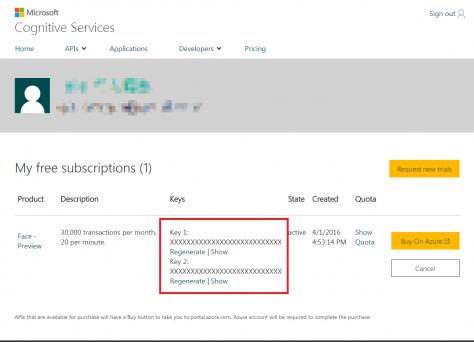 Microsoft
Cognitive Services
Sign out
Home APIs Applications Developers Pricing
My free subscriptions (1)
Request new trials
Product Description Keys State Created Quota
Face - Preview
30,000 transactions per month, 20 per minute.
Key 1:
XXXXXXXXXXXXXXXXXXXXXXXXXXX
Regenerate | Show
Key 2:
XXXXXXXXXXXXXXXXXXXXXXXXXXX
Regenerate | Show
active
4/1/2016
4:53:14 PM
Show
Quota
Buy On Azure
Cancel
APIs that are available for purchase will have a Buy button to take you to portal.azure.com. Azure account will be required to complete the purchase.